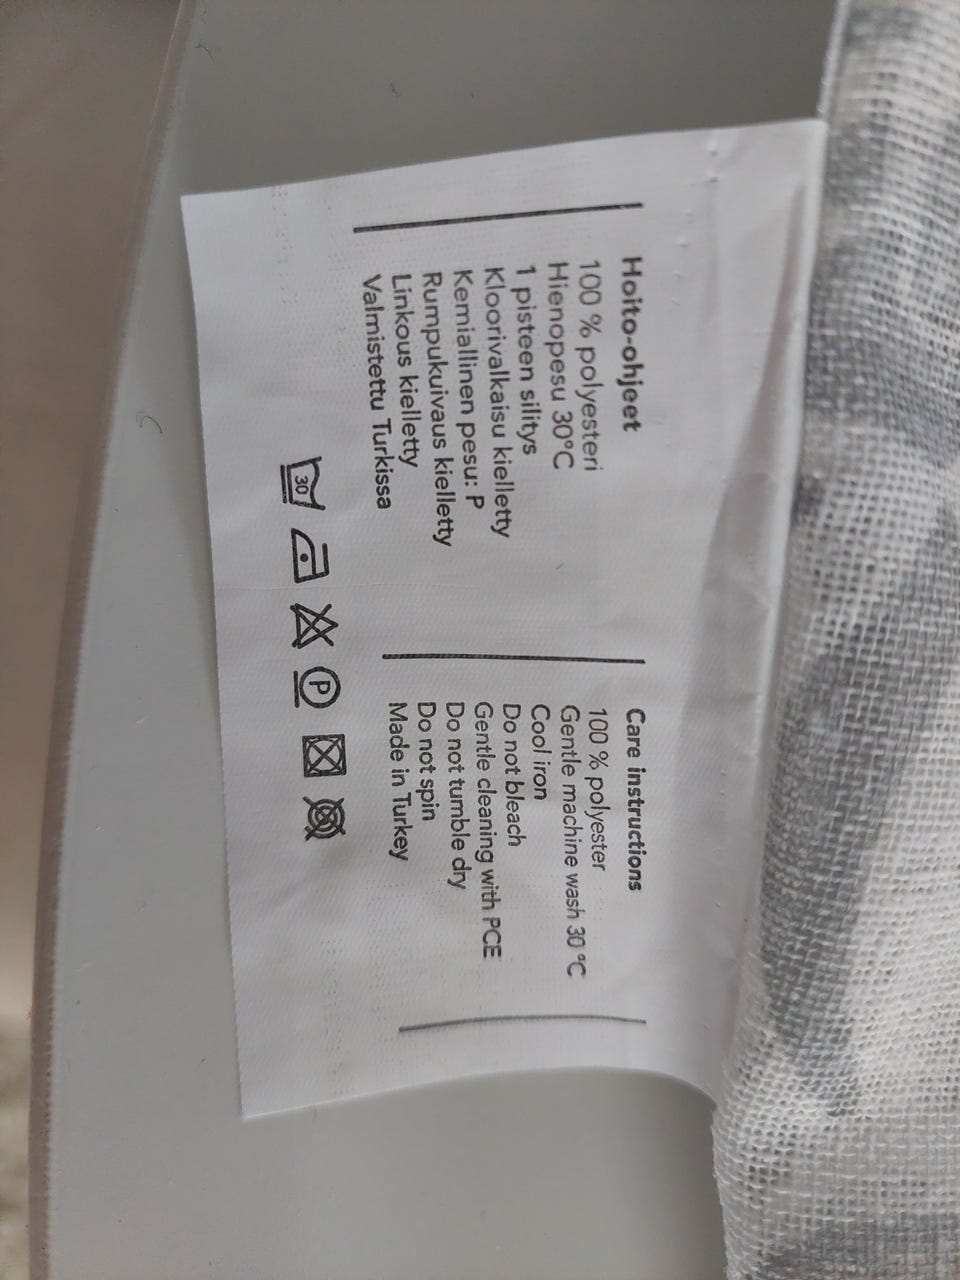 Hoito-ohjeet
100 % polyesteri
Hienopesu 30°C
1 pisteen silitys
Kloorivalkaisu kielletty
Kemiallinen pesu: P
Rumpukuivaus kielletty
Linkous kielletty
Valmistettu Turkissa
Care instructions
100 % polyester
Gentle machine wash 30 °C
Cool iron
Do not bleach
Gentle cleaning with PCE
Do not tumble dry
Do not spin
Made in Turkey
30 P